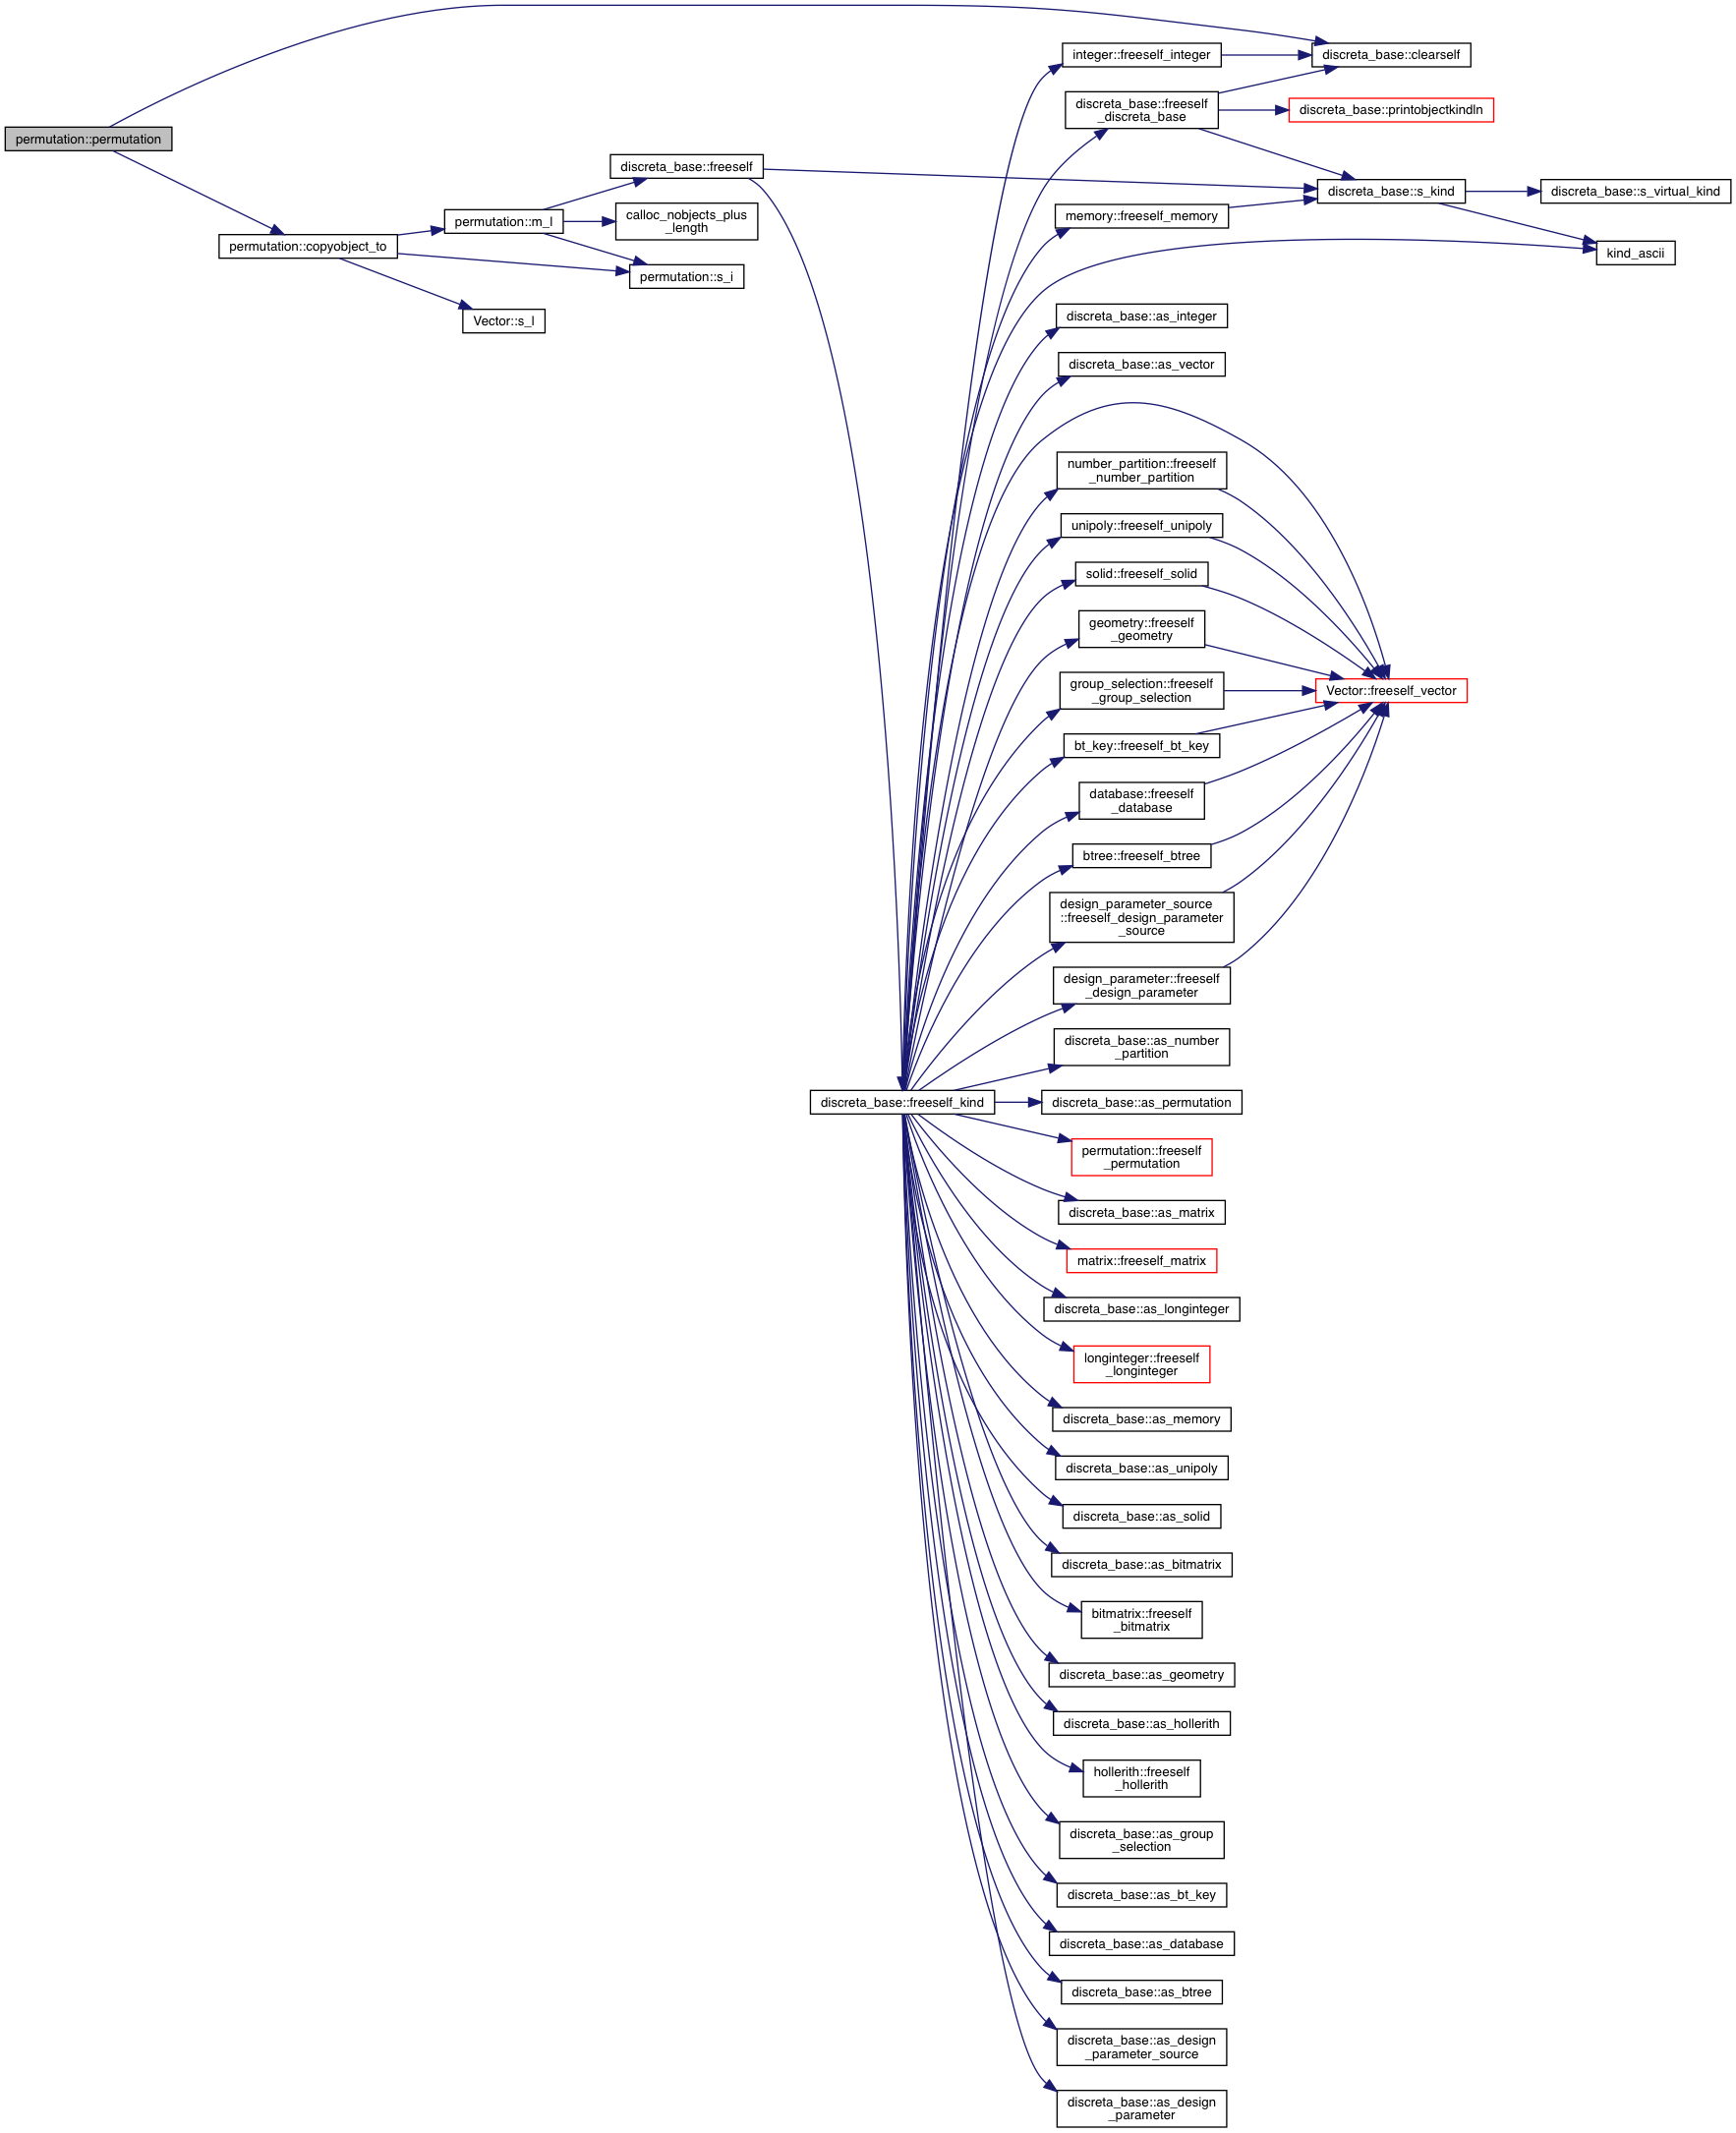 permutation::permutation
permutation::copyobject_to
permutation::m_l
Vector::s_l
discreta_base::freeself
calloc_nobjects_plus
_length
permutation::s_i
discreta_base::freeself_kind
integer::freeself_integer
discreta_base::freeself
_discreta_base
memory::freeself_memory
discreta_base::as_integer
discreta_base::as_vector
number_partition::freeself
_number_partition
unipoly::freeself_unipoly
solid::freeself_solid
geometry::freeself
_geometry
group_selection::freeself
_group_selection
bt_key::freeself_bt_key
database::freeself
_database
btree::freeself_btree
design_parameter_source
::freeself_design_parameter
_source
design_parameter::freeself
_design_parameter
discreta_base::as_number
_partition
discreta_base::as_permutation
permutation::freeself
_permutation
discreta_base::as_matrix
matrix::freeself_matrix
discreta_base::as_longinteger
longinteger::freeself
_longinteger
discreta_base::as_memory
discreta_base::as_unipoly
discreta_base::as_solid
discreta_base::as_bitmatrix
bitmatrix::freeself
_bitmatrix
discreta_base::as_geometry
discreta_base::as_hollerith
hollerith::freeself
_hollerith
discreta_base::as_group
_selection
discreta_base::as_bt_key
discreta_base::as_database
discreta_base::as_btree
discreta_base::as_design
_parameter_source
discreta_base::as_design
_parameter
discreta_base::clearself
discreta_base::printobjectkindln
discreta_base::s_kind
Vector::freeself_vector
discreta_base::s_virtual_kind
kind_ascii